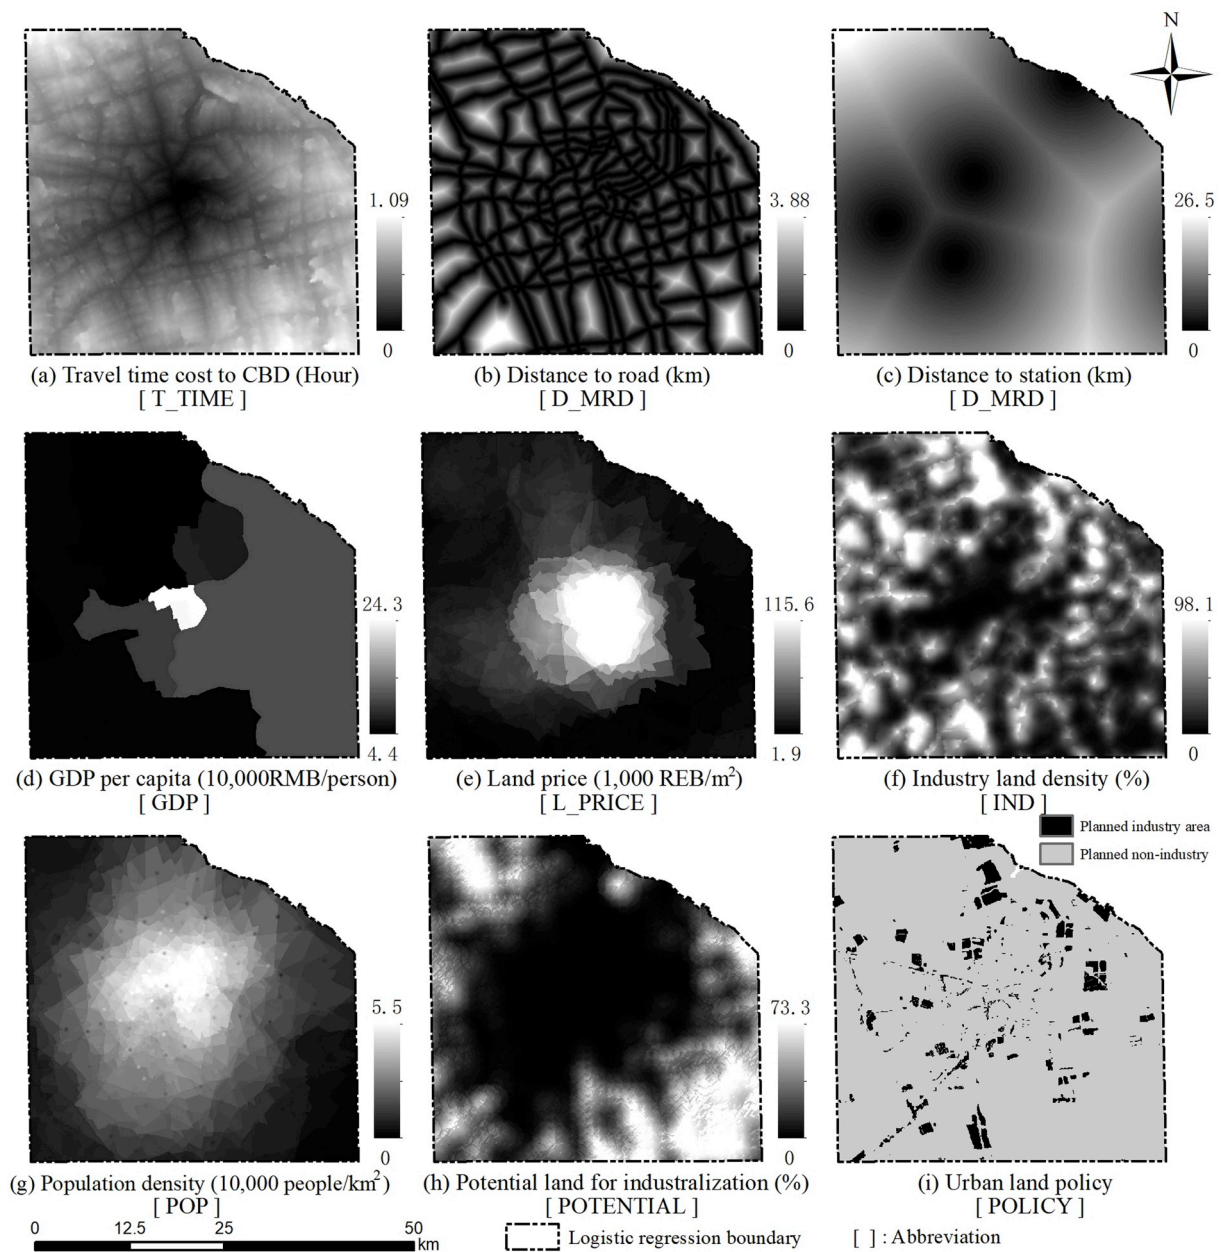 N
1.09
0
3.88
0
26.5
0
(a) Travel time cost to CBD (Hour)
[ T_TIME ]
(b) Distance to road (km)
[ D_MRD ]
(c) Distance to station (km)
[ D_MRD ]
24.3
4.4
115.6
1.9
98.1
0
(d) GDP per capita (10,000RMB/person)
[ GDP ]
(e) Land price (1,000 REB/m²)
[ L_PRICE ]
(f) Industry land density (%)
[ IND ]
Planned industry area
Planned non-industry
5.5
0
73.3
0
(g) Population density (10,000 people/km²)
[ POP ]
(h) Potential land for industralization (%)
[ POTENTIAL ]
(i) Urban land policy
[ POLICY ]
0 12.5 25 50
km
Logistic regression boundary
[ ] : Abbreviation